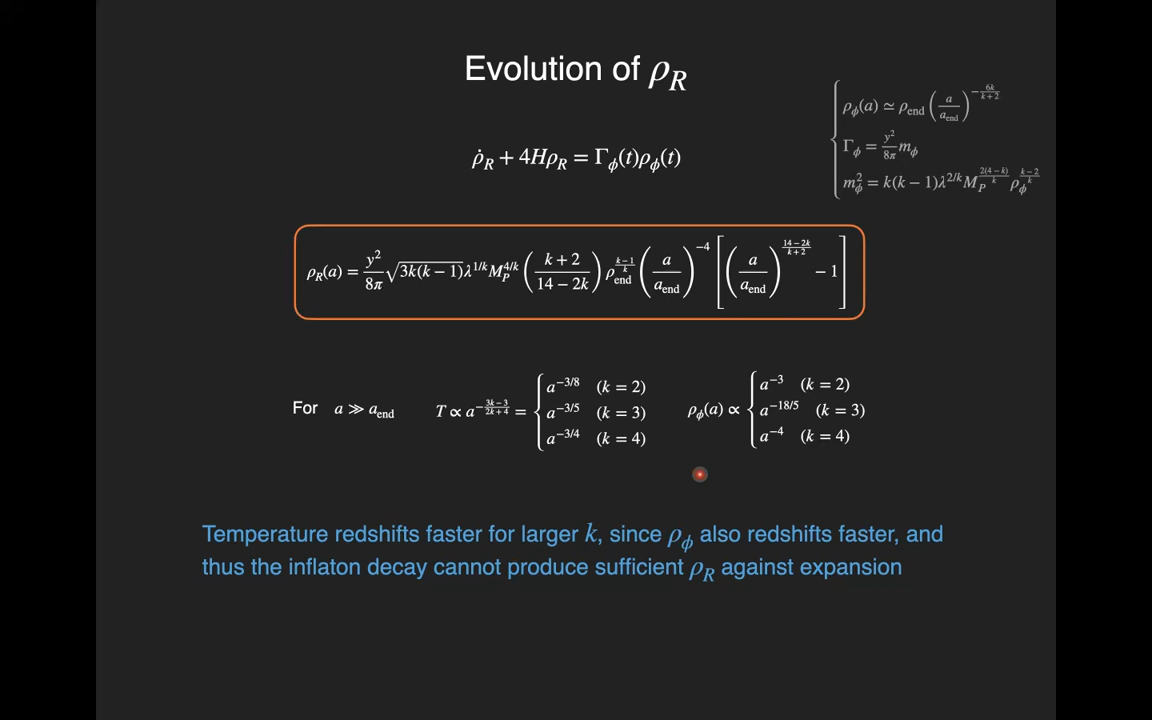 Evolution of ρ_R
ρ_ϕ(a) ≃ ρ_end (a/a_end)^{-6k/(k+2)}
Γ_ϕ = y²/8π m_ϕ
m_ϕ² = k(k − 1)λ^{2/k} M_P^{2(4−k)/k} ρ_ϕ^{(k−2)/k}
ρ̇_R + 4Hρ_R = Γ_ϕ(t)ρ_ϕ(t)
ρ_R(a) = y²/8π √(3k(k − 1)) λ^{1/k} M_P^{4/k} ((k + 2)/(14 − 2k)) ρ_end^{(k−1)/k} (a/a_end)^{−4} [(a/a_end)^{(14−2k)/(k+2)} − 1]
For a ≫ a_end
T ∝ a^{−(3k−3)/(2k+4)} = { a^{−3/8} (k = 2)
a^{−3/5} (k = 3)
a^{−3/4} (k = 4)
ρ_ϕ(a) ∝ { a^{−3} (k = 2)
a^{−18/5} (k = 3)
a^{−4} (k = 4)
Temperature redshifts faster for larger k, since ρ_ϕ also redshifts faster, and
thus the inflaton decay cannot produce sufficient ρ_R against expansion